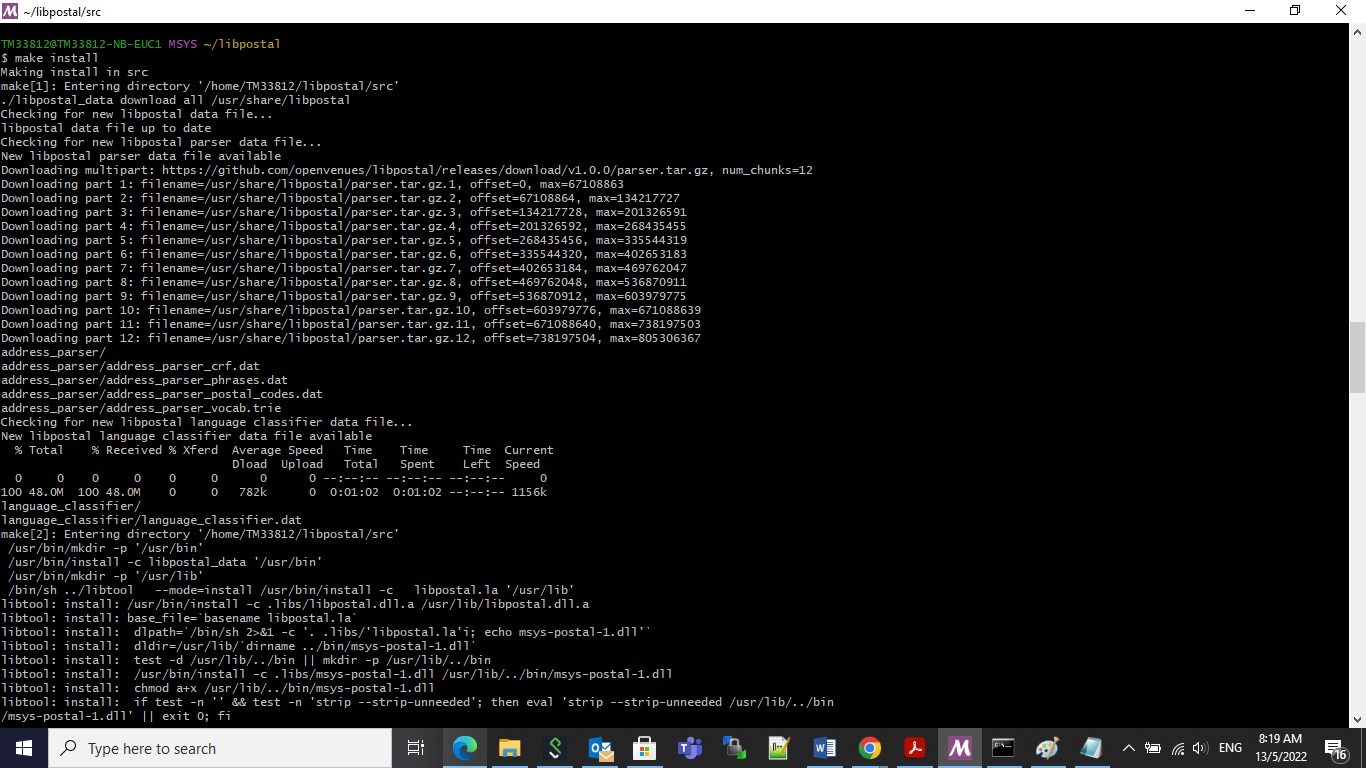 ~/libpostal/src
TM33812@TM33812-NB-EUC1 MSYS ~/libpostal
$ make install
Making install in src
make[1]: Entering directory '/home/TM33812/libpostal/src'
./libpostal_data download all /usr/share/libpostal
Checking for new libpostal data file...
libpostal data file up to date
Checking for new libpostal parser data file...
New libpostal parser data file available
Downloading multipart: https://github.com/openvenues/libpostal/releases/download/v1.0.0/parser.tar.gz, num_chunks=12
Downloading part 1: filename=/usr/share/libpostal/parser.tar.gz.1, offset=0, max=67108863
Downloading part 2: filename=/usr/share/libpostal/parser.tar.gz.2, offset=67108864, max=134217727
Downloading part 3: filename=/usr/share/libpostal/parser.tar.gz.3, offset=134217728, max=201326591
Downloading part 4: filename=/usr/share/libpostal/parser.tar.gz.4, offset=201326592, max=268435455
Downloading part 5: filename=/usr/share/libpostal/parser.tar.gz.5, offset=268435456, max=335544319
Downloading part 6: filename=/usr/share/libpostal/parser.tar.gz.6, offset=335544320, max=402653183
Downloading part 7: filename=/usr/share/libpostal/parser.tar.gz.7, offset=402653184, max=469762047
Downloading part 8: filename=/usr/share/libpostal/parser.tar.gz.8, offset=469762048, max=536870911
Downloading part 9: filename=/usr/share/libpostal/parser.tar.gz.9, offset=536870912, max=603979775
Downloading part 10: filename=/usr/share/libpostal/parser.tar.gz.10, offset=603979776, max=671088639
Downloading part 11: filename=/usr/share/libpostal/parser.tar.gz.11, offset=671088640, max=738197503
Downloading part 12: filename=/usr/share/libpostal/parser.tar.gz.12, offset=738197504, max=805306367
address_parser/
address_parser/address_parser_crf.dat
address_parser/address_parser_phrases.dat
address_parser/address_parser_postal_codes.dat
address_parser/address_parser_vocab.trie
Checking for new libpostal language classifier data file...
New libpostal language classifier data file available
  % Total    % Received % Xferd  Average Speed   Time    Time     Time  Current
                                 Dload  Upload   Total   Spent    Left  Speed
  0     0    0     0    0     0      0      0 --:--:-- --:--:-- --:--:--     0
100 48.0M  100 48.0M    0     0   782k      0  0:01:02  0:01:02 --:--:-- 1156k
language_classifier/
language_classifier/language_classifier.dat
make[2]: Entering directory '/home/TM33812/libpostal/src'
 /usr/bin/mkdir -p '/usr/bin'
 /usr/bin/install -c libpostal_data '/usr/bin'
 /usr/bin/mkdir -p '/usr/lib'
 /bin/sh ../libtool   --mode=install /usr/bin/install -c   libpostal.la '/usr/lib'
libtool: install: /usr/bin/install -c .libs/libpostal.dll.a /usr/lib/libpostal.dll.a
libtool: install: base_file=`basename libpostal.la`
libtool: install:  dlpath=`/bin/sh 2>&1 -c '. .libs/'libpostal.la'i; echo msys-postal-1.dll'`
libtool: install:  dldir=/usr/lib/`dirname ../bin/msys-postal-1.dll`
libtool: install:  test -d /usr/lib/../bin || mkdir -p /usr/lib/../bin
libtool: install:  /usr/bin/install -c .libs/msys-postal-1.dll /usr/lib/../bin/msys-postal-1.dll
libtool: install:  chmod a+x /usr/lib/../bin/msys-postal-1.dll
libtool: install:  if test -n '' && test -n 'strip --strip-unneeded'; then eval 'strip --strip-unneeded /usr/lib/../bin
/msys-postal-1.dll' || exit 0; fi
Type here to search
ENG
8:19 AM
13/5/2022
16